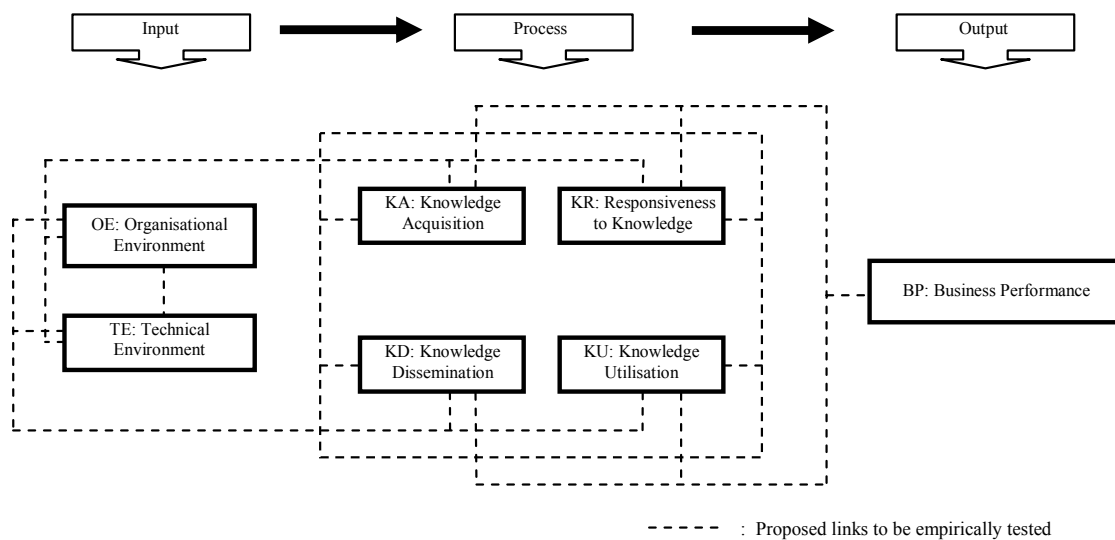 Input
Process
Output
OE: Organisational
Environment
TE: Technical
Environment
KA: Knowledge
Acquisition
KR: Responsiveness
to Knowledge
KD: Knowledge
Dissemination
KU: Knowledge
Utilisation
BP: Business Performance
: Proposed links to be empirically tested